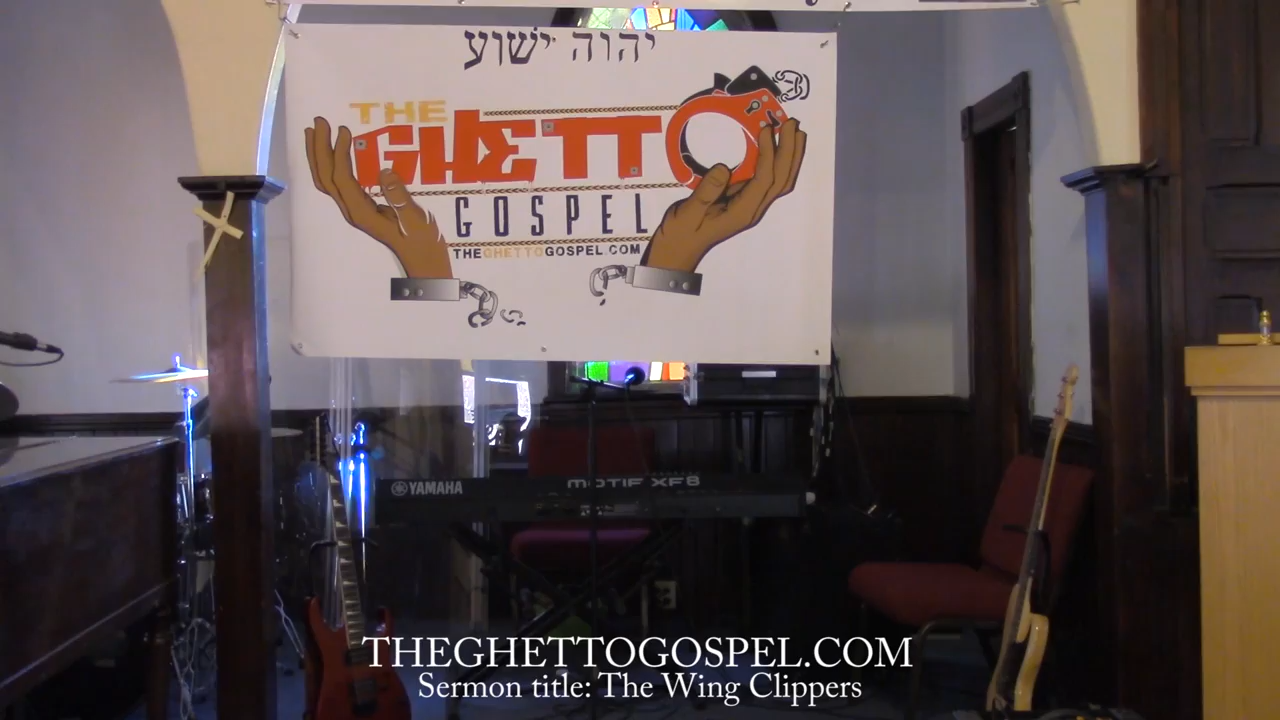 יהוה ישוע
THE
GHETTO
GOSPEL
THEGHETTOGOSPEL.COM
YAMAHA
MOTIF XF8
THEGHETTOGOSPEL.COM
Sermon title: The Wing Clippers